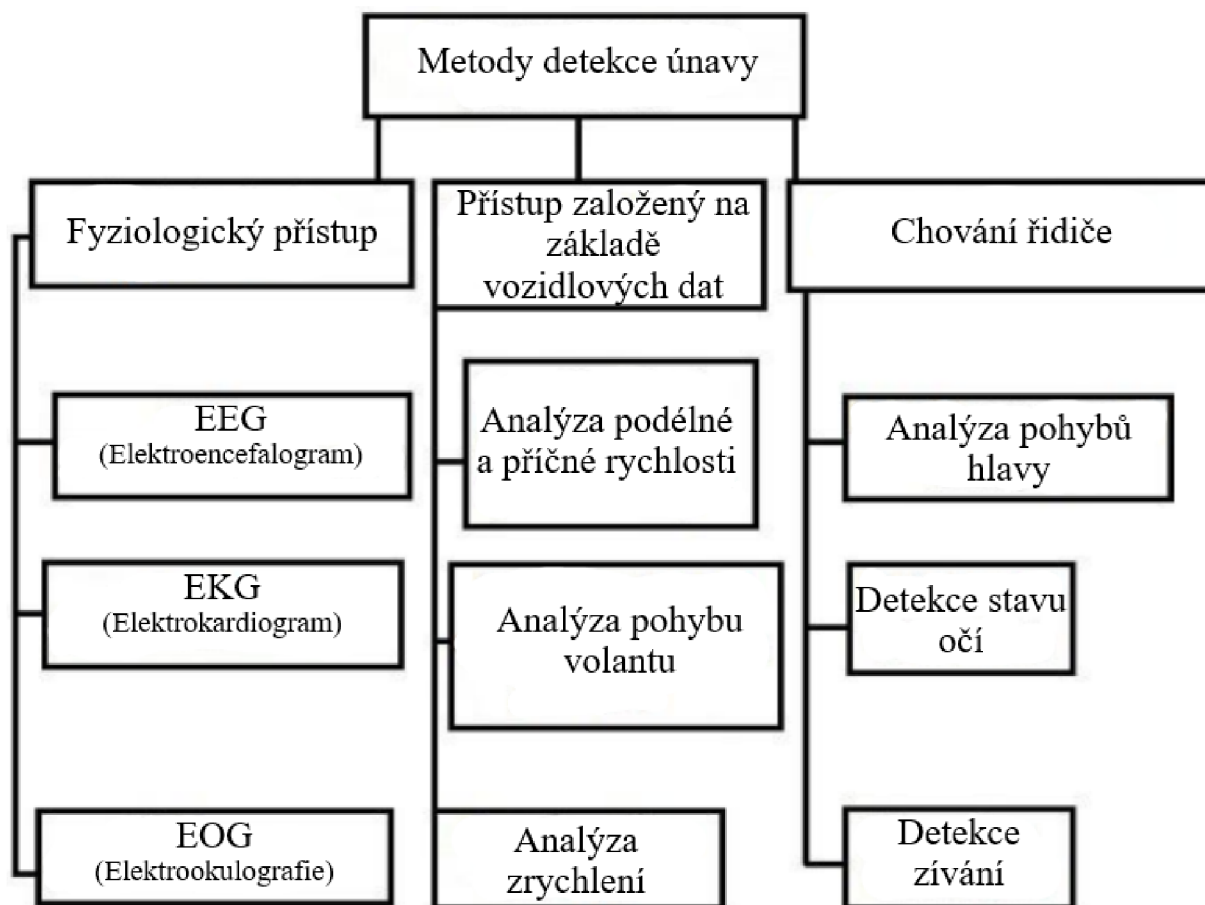 Metody detekce únavy
Fyziologický přístup
EEG
(Elektroencefalogram)
EKG
(Elektrokardiogram)
EOG
(Elektrookulografie)
Přístup založený na
základě
vozidlových dat
Analýza podélné
a příčné rychlosti
Analýza pohybu
volantu
Analýza
zrychlení
Chování řidiče
Analýza pohybů
hlavy
Detekce stavu
očí
Detekce
zívání